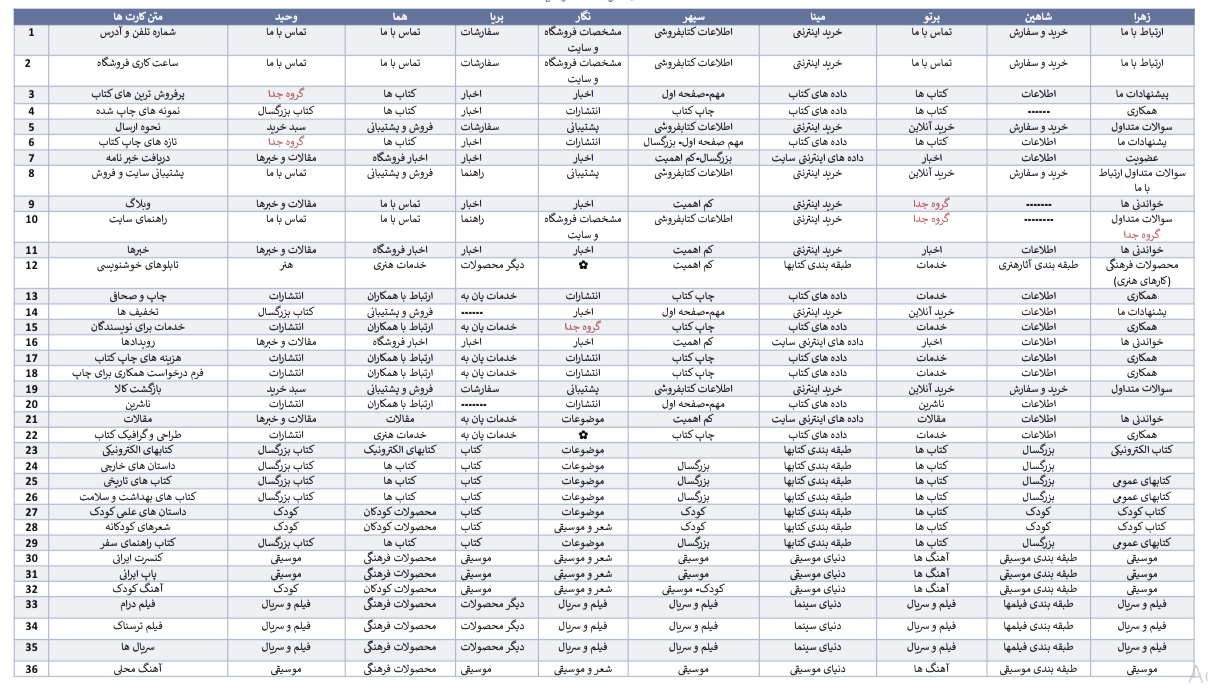 زهرا شاهین پرتو مینا سپهر نگار پریا هما وحید متن کارت ها
ارتباط با ما خرید و سفارش تماس با ما خرید اینترنتی اطلاعات کتابفروشی مشخصات فروشگاه و سایت سفارشات تماس با ما تماس با ما شماره تلفن و آدرس 1
ارتباط با ما خرید و سفارش تماس با ما خرید اینترنتی اطلاعات کتابفروشی مشخصات فروشگاه و سایت سفارشات تماس با ما تماس با ما ساعت کاری فروشگاه 2
پیشنهادات ما اطلاعات کتاب ها داده های کتاب مهم-صفحه اول اخبار اخبار کتاب ها گروه جدا پرفروش ترین های کتاب 3
همکاری ------ کتاب ها داده های کتاب چاپ کتاب انتشارات اخبار کتاب ها کتاب بزرگسال نمونه های چاپ شده 4
سوالات متداول خرید و سفارش خرید آنلاین خرید اینترنتی اطلاعات کتابفروشی پشتیبانی سفارشات فروش و پشتیبانی سبد خرید نحوه ارسال 5
پشنهادات ما اطلاعات کتاب ها داده های کتاب مهم صفحه اول- بزرگسال انتشارات اخبار کتاب ها گروه جدا تازه های چاپ کتاب 6
عضویت اطلاعات اخبار داده های اینترنتی سایت بزرگسال-کم اهمیت اخبار اخبار اخبار فروشگاه مقالات و خبرها دریافت خبر نامه 7
سوالات متداول ارتباط با ما خرید و سفارش خرید آنلاین خرید اینترنتی اطلاعات کتابفروشی پشتیبانی راهنما فروش و پشتیبانی تماس با ما پشتیبانی سایت و فروش 8
خواندنی ها ------- گروه جدا خرید اینترنتی کم اهمیت اخبار اخبار تماس با ما مقالات و خبرها وبلاگ 9
سوالات متداول گروه جدا -------- گروه جدا خرید اینترنتی اطلاعات کتابفروشی مشخصات فروشگاه و سایت راهنما تماس با ما تماس با ما راهنمای سایت 10
خواندنی ها اطلاعات اخبار خرید اینترنتی کم اهمیت اخبار اخبار اخبار فروشگاه مقالات و خبرها خبرها 11
محصولات فرهنگی (کارهای هنری) طبقه بندی آثارهنری خدمات طبقه بندی کتابها کم اهمیت ✿ دیگر محصولات خدمات هنری هنر تابلوهای خوشنویسی 12
همکاری اطلاعات خدمات داده های کتاب چاپ کتاب انتشارات خدمات پان به ارتباط با همکاران انتشارات چاپ و صحافی 13
پشنهادات ما اطلاعات خرید آنلاین خرید اینترنتی مهم-صفحه اول اخبار ------ فروش و پشتیبانی کتاب بزرگسال تخفیف ها 14
همکاری اطلاعات خدمات داده های کتاب چاپ کتاب گروه جدا خدمات پان به ارتباط با همکاران انتشارات خدمات برای نویسندگان 15
خواندنی ها اطلاعات اخبار داده های اینترنتی سایت کم اهمیت اخبار اخبار اخبار فروشگاه مقالات و خبرها رویدادها 16
همکاری اطلاعات خدمات داده های کتاب چاپ کتاب انتشارات خدمات پان به ارتباط با همکاران انتشارات هزینه های چاپ کتاب 17
همکاری اطلاعات خدمات داده های کتاب چاپ کتاب انتشارات خدمات پان به ارتباط با همکاران انتشارات فرم درخواست همکاری برای چاپ 18
سوالات متداول خرید و سفارش خرید آنلاین خرید اینترنتی اطلاعات کتابفروشی پشتیبانی سفارشات فروش و پشتیبانی سبد خرید بازگشت کالا 19
اطلاعات ناشرین داده های کتاب مهم-صفحه اول انتشارات ------- ارتباط با همکاران انتشارات ناشرین 20
خواندنی ها اطلاعات مقالات داده های اینترنتی سایت کم اهمیت موضوعات خدمات پان به مقالات مقالات و خبرها مقالات 21
همکاری اطلاعات خدمات داده های کتاب چاپ کتاب ✿ خدمات پان به خدمات هنری انتشارات طراحی و گرافیک کتاب 22
کتاب الکترونیکی بزرگسال کتاب ها طبقه بندی کتابها موضوعات کتاب کتابهای الکترونیک کتاب بزرگسال کتابهای الکترونیکی 23
بزرگسال کتاب ها طبقه بندی کتابها بزرگسال موضوعات کتاب کتاب ها کتاب بزرگسال داستان های خارجی 24
کتابهای عمومی بزرگسال کتاب ها طبقه بندی کتابها بزرگسال موضوعات کتاب کتاب ها کتاب بزرگسال کتاب های تاریخی 25
کتابهای عمومی بزرگسال کتاب ها طبقه بندی کتابها بزرگسال موضوعات کتاب کتاب ها کتاب بزرگسال کتاب های بهداشت و سلامت 26
کتاب کودک کودک کتاب ها طبقه بندی کتابها کودک موضوعات کتاب محصولات کودکان کودک داستان های علمی کودک 27
کتاب کودک کودک کتاب ها طبقه بندی کتابها کودک شعر و موسیقی کتاب محصولات کودکان کودک شعرهای کودکانه 28
کتابهای عمومی بزرگسال کتاب ها طبقه بندی کتابها بزرگسال موضوعات کتاب کتاب ها کتاب بزرگسال کتاب راهنمای سفر 29
موسیقی طبقه بندی موسیقی آهنگ ها دنیای موسیقی موسیقی شعر و موسیقی موسیقی محصولات فرهنگی موسیقی کنسرت ایرانی 30
موسیقی طبقه بندی موسیقی آهنگ ها دنیای موسیقی موسیقی شعر و موسیقی موسیقی محصولات فرهنگی موسیقی پاپ ایرانی 31
موسیقی طبقه بندی موسیقی آهنگ ها دنیای موسیقی کودک- موسیقی شعر و موسیقی موسیقی محصولات کودکان کودک آهنگ کودک 32
فیلم و سریال طبقه بندی فیلمها فیلم و سریال دنیای سینما فیلم و سریال فیلم و سریال دیگر محصولات محصولات فرهنگی فیلم و سریال فیلم درام 33
فیلم و سریال طبقه بندی فیلمها فیلم و سریال دنیای سینما فیلم و سریال فیلم و سریال دیگر محصولات محصولات فرهنگی فیلم و سریال فیلم ترسناک 34
فیلم و سریال طبقه بندی فیلمها فیلم و سریال دنیای سینما فیلم و سریال فیلم و سریال دیگر محصولات محصولات فرهنگی فیلم و سریال سریال ها 35
موسیقی طبقه بندی موسیقی آهنگ ها دنیای موسیقی موسیقی شعر و موسیقی موسیقی محصولات فرهنگی موسیقی آهنگ محلی 36